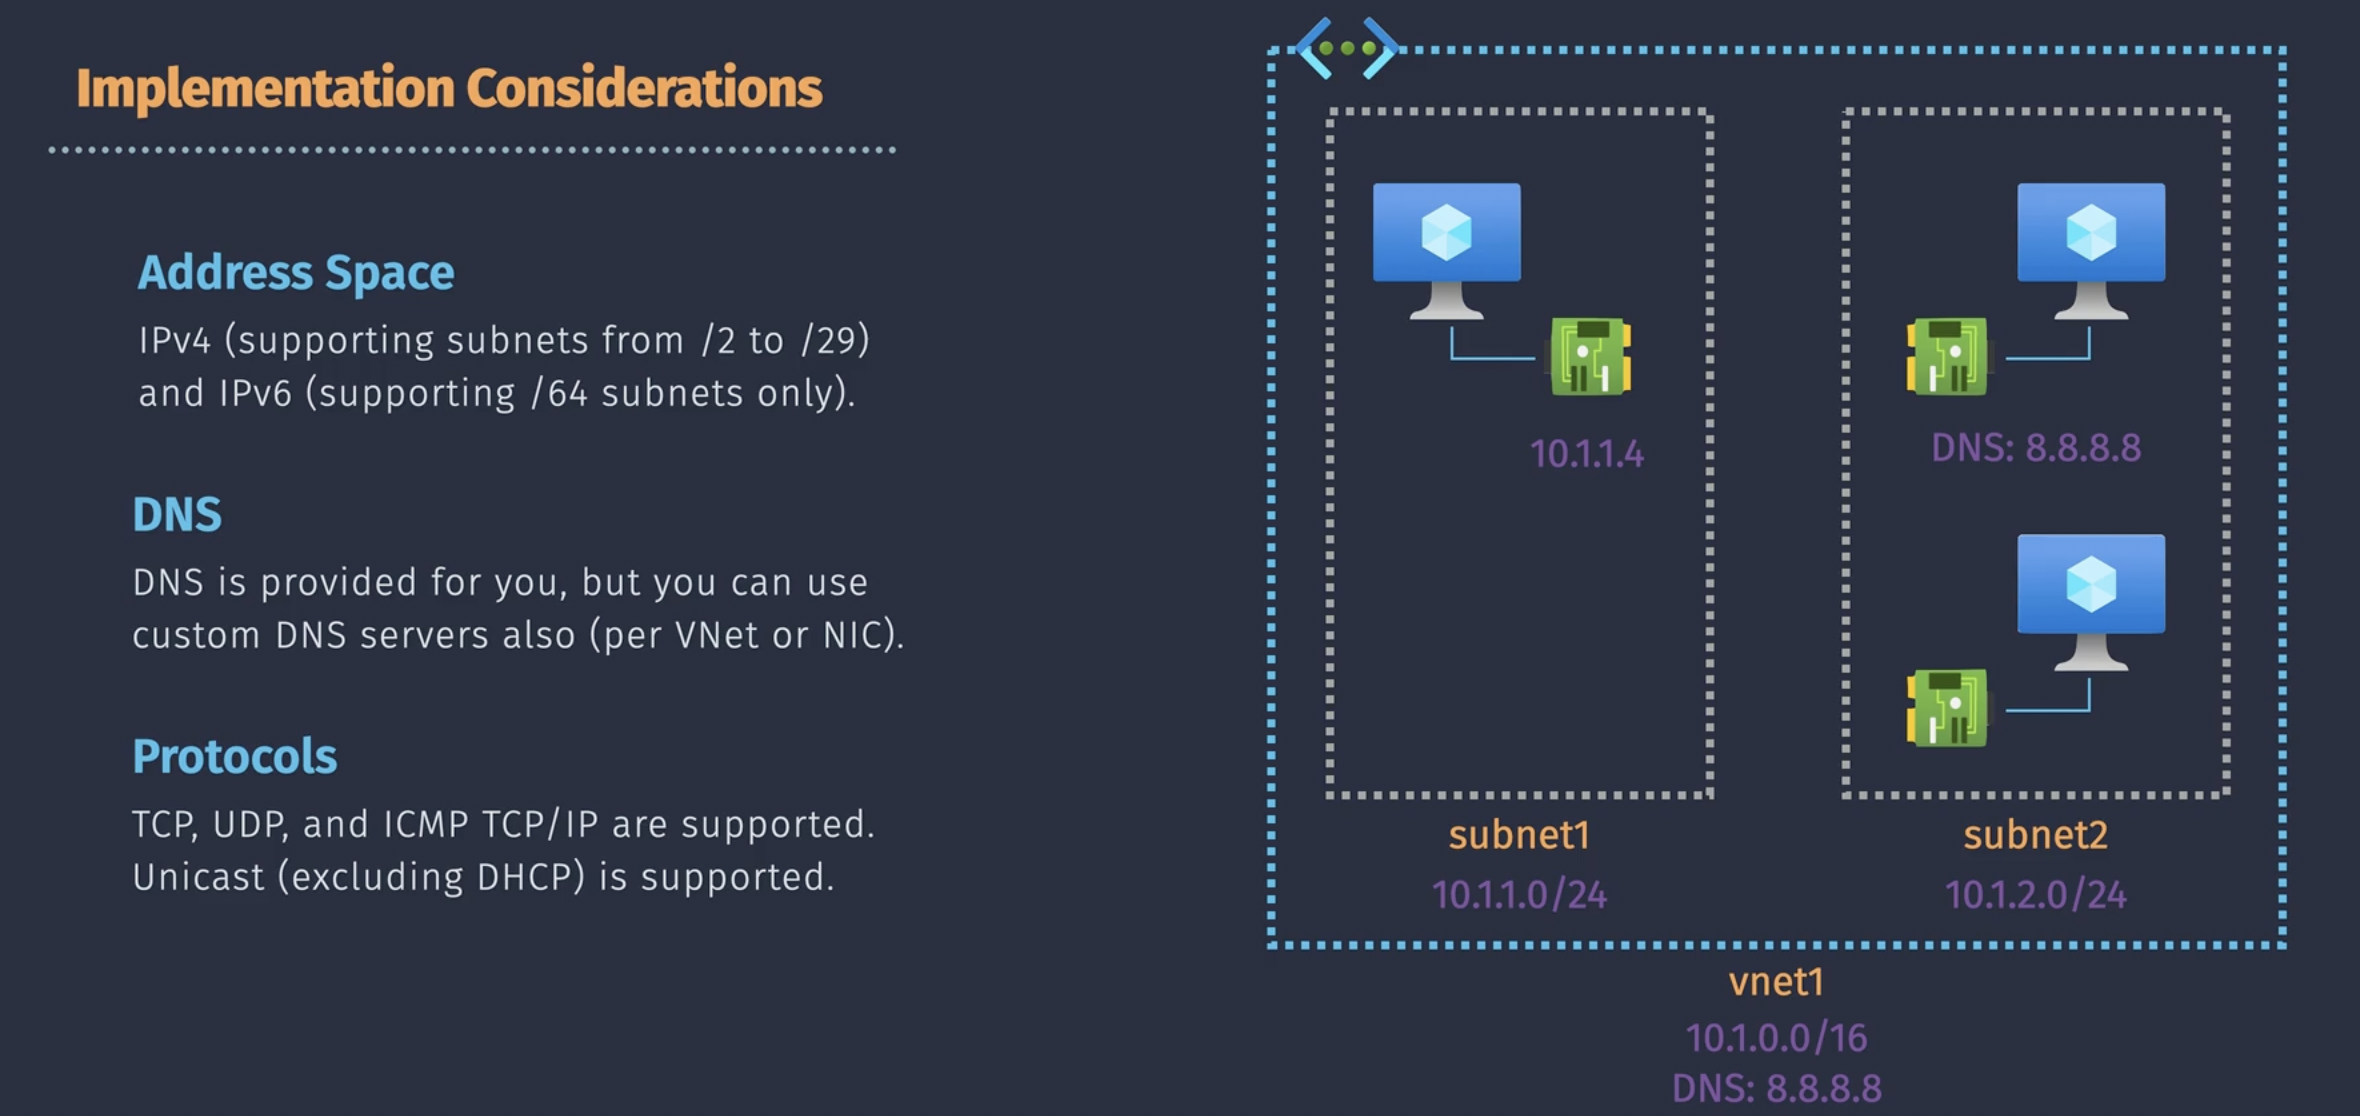 Implementation Considerations
Address Space
IPv4 (supporting subnets from /2 to /29)
and IPv6 (supporting /64 subnets only).
DNS
DNS is provided for you, but you can use
custom DNS servers also (per VNet or NIC).
Protocols
TCP, UDP, and ICMP TCP/IP are supported.
Unicast (excluding DHCP) is supported.
10.1.1.4
DNS: 8.8.8.8
subnet1
10.1.1.0/24
subnet2
10.1.2.0/24
vnet1
10.1.0.0/16
DNS: 8.8.8.8